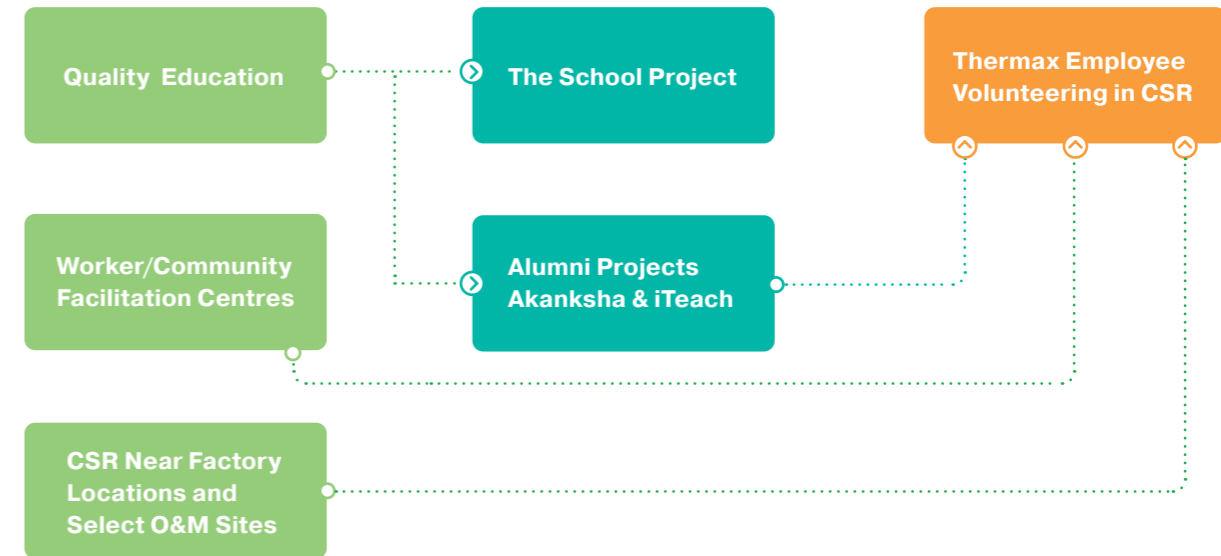 Quality Education
The School Project
Thermax Employee
Volunteering in CSR
Worker/Community
Facilitation Centres
Alumni Projects
Akanksha & iTeach
CSR Near Factory
Locations and
Select O&M Sites